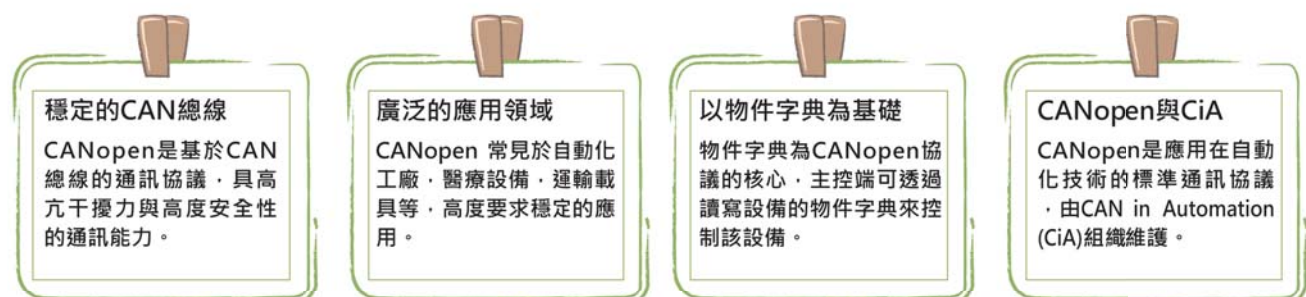 穩定的CAN總線
CANopen是基於CAN
總線的通訊協議，具高
亢干擾力與高度安全性
的通訊能力。
廣泛的應用領域
CANopen 常見於自動化
工廠，醫療設備，運輸載
具等，高度要求穩定的應
用。
以物件字典為基礎
物件字典為CANopen協
議的核心，主控端可透過
讀寫設備的物件字典來控
制該設備。
CANopen與CiA
CANopen是應用在自動
化技術的標準通訊協議
，由CAN in Automation
(CiA)組織維護。